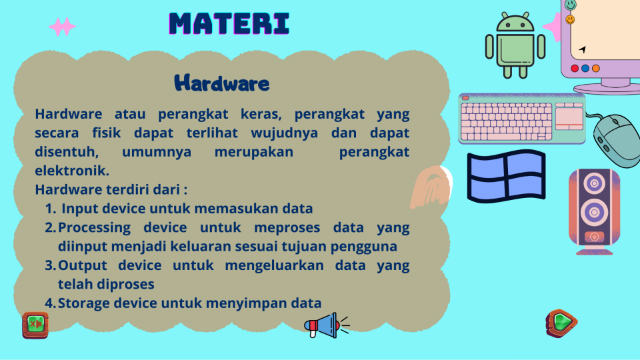 MATERI
Hardware
Hardware atau perangkat keras, perangkat yang
secara fisik dapat terlihat wujudnya dan dapat
disentuh, umumnya merupakan perangkat
elektronik.
Hardware terdiri dari :
1. Input device untuk memasukan data
2. Processing device untuk meproses data yang
diinput menjadi keluaran sesuai tujuan pengguna
3. Output device untuk mengeluarkan data yang
telah diproses
4. Storage device untuk menyimpan data